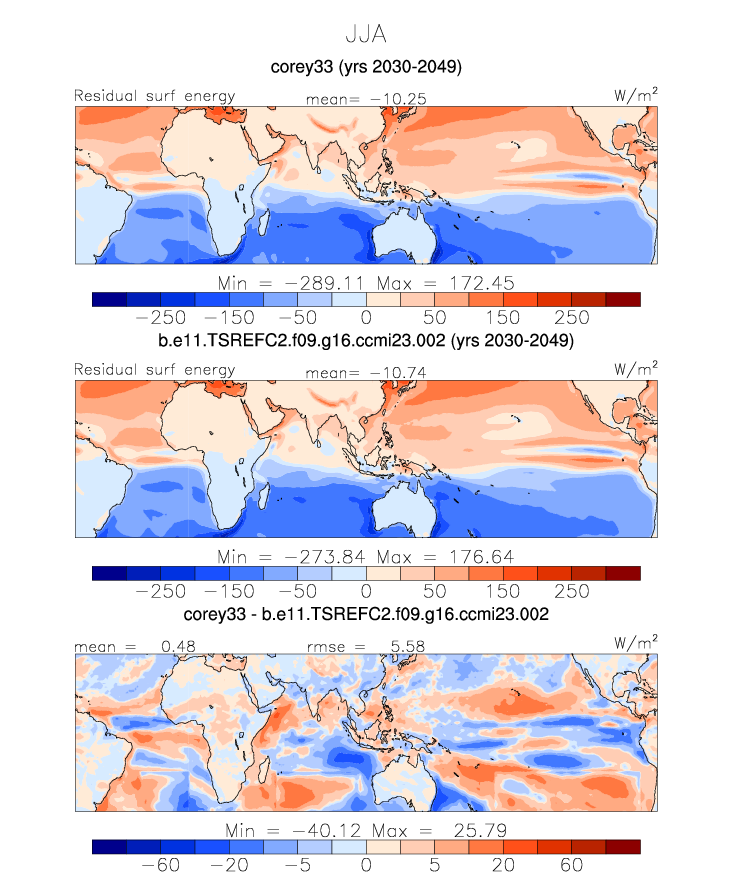 JJA
corey33 (yrs 2030-2049)
Residual surf energy mean= −10.25 W/m²
Min = −289.11 Max = 172.45
−250 −150 −50 0 50 150 250
b.e11.TSREFC2.f09.g16.ccmi23.002 (yrs 2030-2049)
Residual surf energy mean= −10.74 W/m²
Min = −273.84 Max = 176.64
−250 −150 −50 0 50 150 250
corey33 - b.e11.TSREFC2.f09.g16.ccmi23.002
mean = 0.48 rmse = 5.58 W/m²
Min = −40.12 Max = 25.79
−60 −20 −5 0 5 20 60